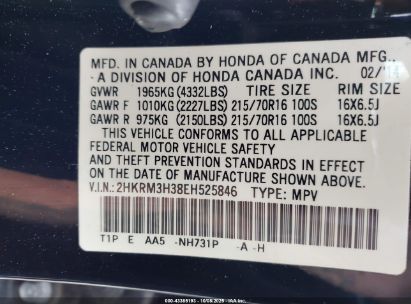 MFD. IN CANADA BY HONDA OF CANADA MFG.,
A DIVISION OF HONDA CANADA INC. 02/
GVWR 1965KG (4332LBS) TIRE SIZE RIM SIZE
GAWR F 1010KG (2227LBS) 215/70R16 100S 16X6.5J
GAWR R 975KG (2150LBS) 215/70R16 100S 16X6.5J
THIS VEHICLE CONFORMS TO ALL APPLICABLE
FEDERAL MOTOR VEHICLE SAFETY
AND THEFT PREVENTION STANDARDS IN EFFECT
ON THE DATE OF MANUFACTURE SHOWN ABOVE.
V.I.N.: 2HKRM3H38EH525846 TYPE: MPV
T1P E AA5 -NH731P -A -H